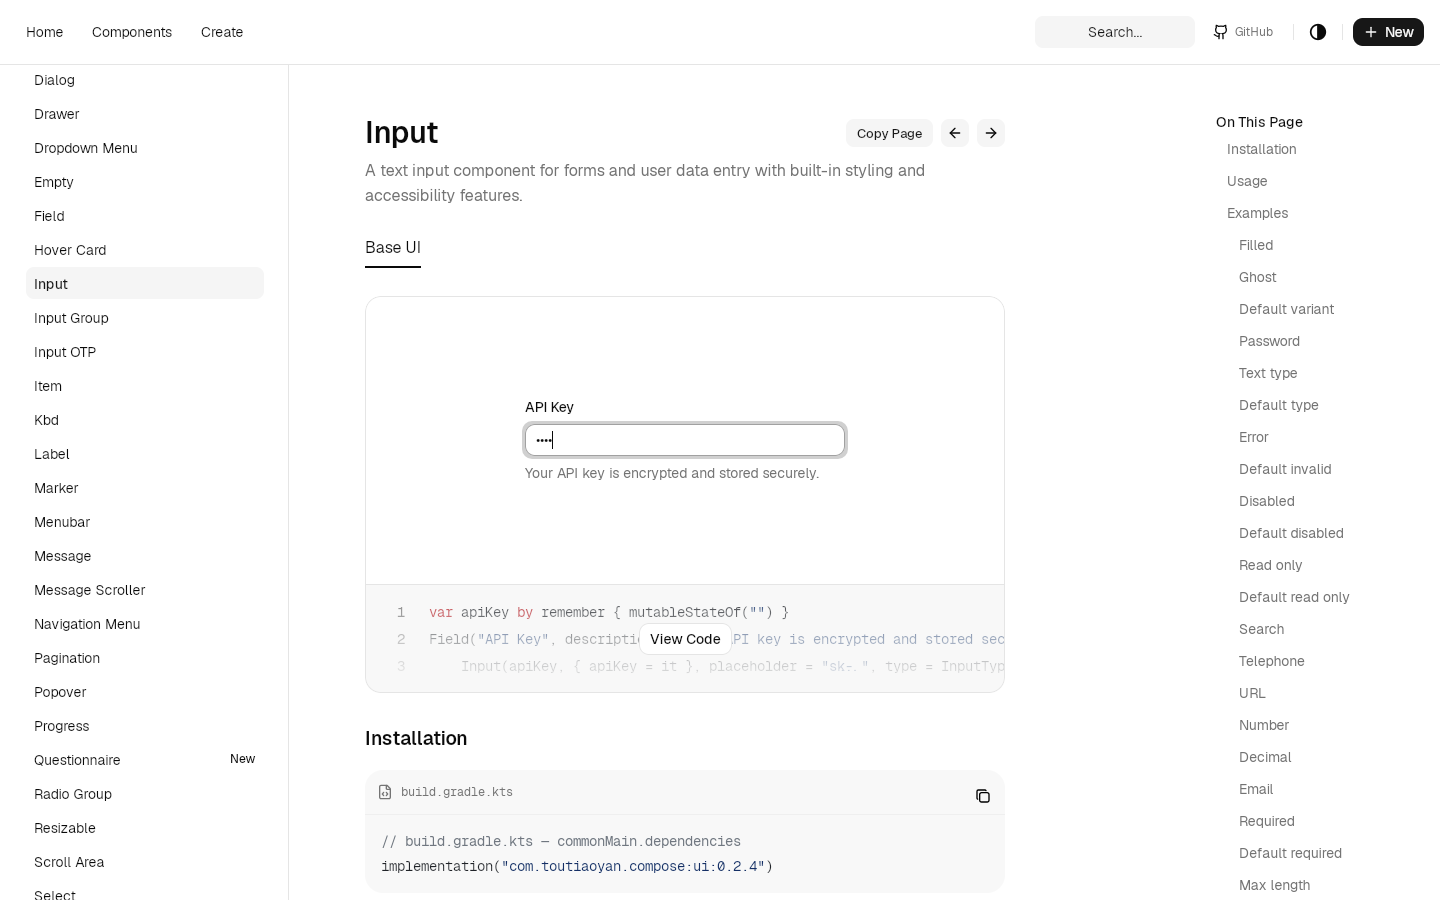 Home
Components
Create
Search...
GitHub
New
Dialog
Drawer
Dropdown Menu
Empty
Field
Hover Card
Input
Input Group
Input OTP
Item
Kbd
Label
Marker
Menubar
Message
Message Scroller
Navigation Menu
Pagination
Popover
Progress
Questionnaire New
Radio Group
Resizable
Scroll Area
Select
Input
Copy Page
A text input component for forms and user data entry with built-in styling and
accessibility features.
Base UI
API Key
••••
Your API key is encrypted and stored securely.
1 var apiKey by remember { mutableStateOf("") }
2 Field("API Key", API key is encrypted and stored
View Code
3 Input(apiKey, { apiKey = it }, placeholder = "sk-…", type =
Installation
build.gradle.kts
// build.gradle.kts — commonMain.dependencies
implementation("com.toutiaoyan.compose:ui:0.2.4")
On This Page
Installation
Usage
Examples
Filled
Ghost
Default variant
Password
Text type
Default type
Error
Default invalid
Disabled
Default disabled
Read only
Default read only
Search
Telephone
URL
Number
Decimal
Email
Required
Default required
Max length